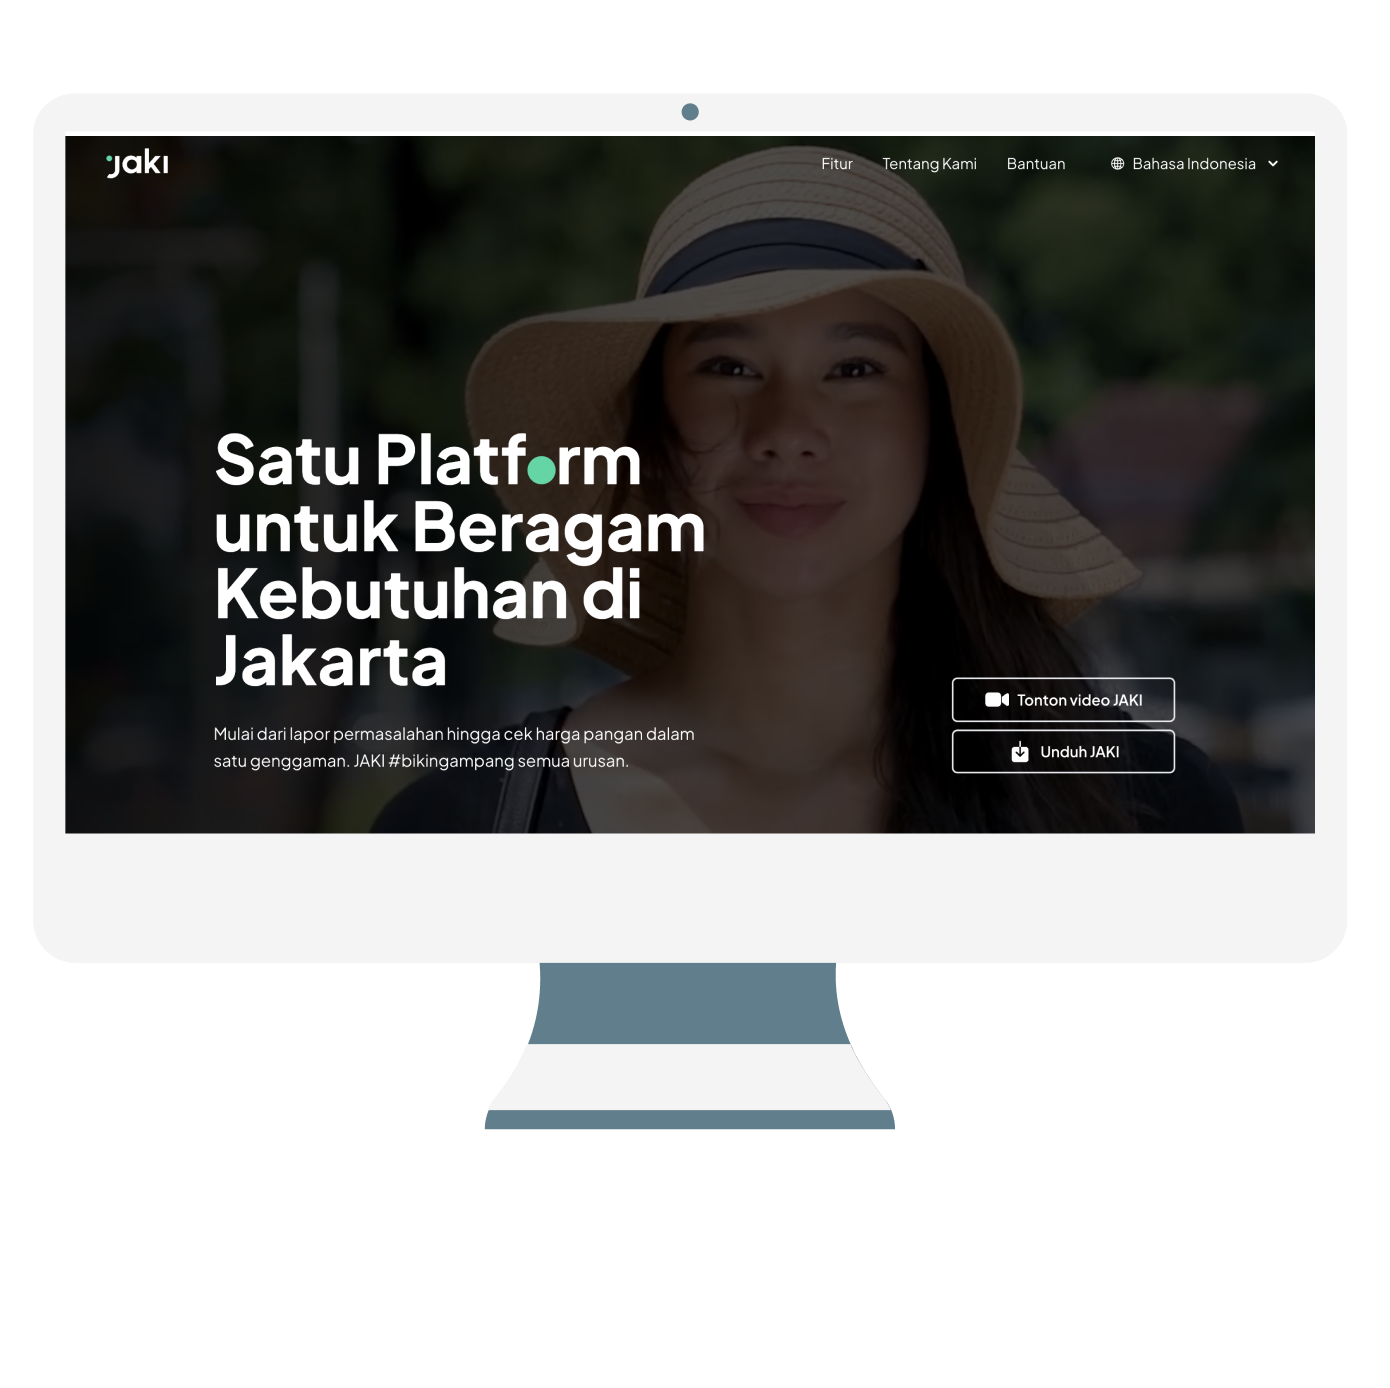 jaki
Fitur
Tentang Kami
Bantuan
Bahasa Indonesia
Satu Platform
untuk Beragam
Kebutuhan di
Jakarta
Mulai dari lapor permasalahan hingga cek harga pangan dalam
satu genggaman. JAKI #bikingampang semua urusan.
Tonton video JAKI
Unduh JAKI